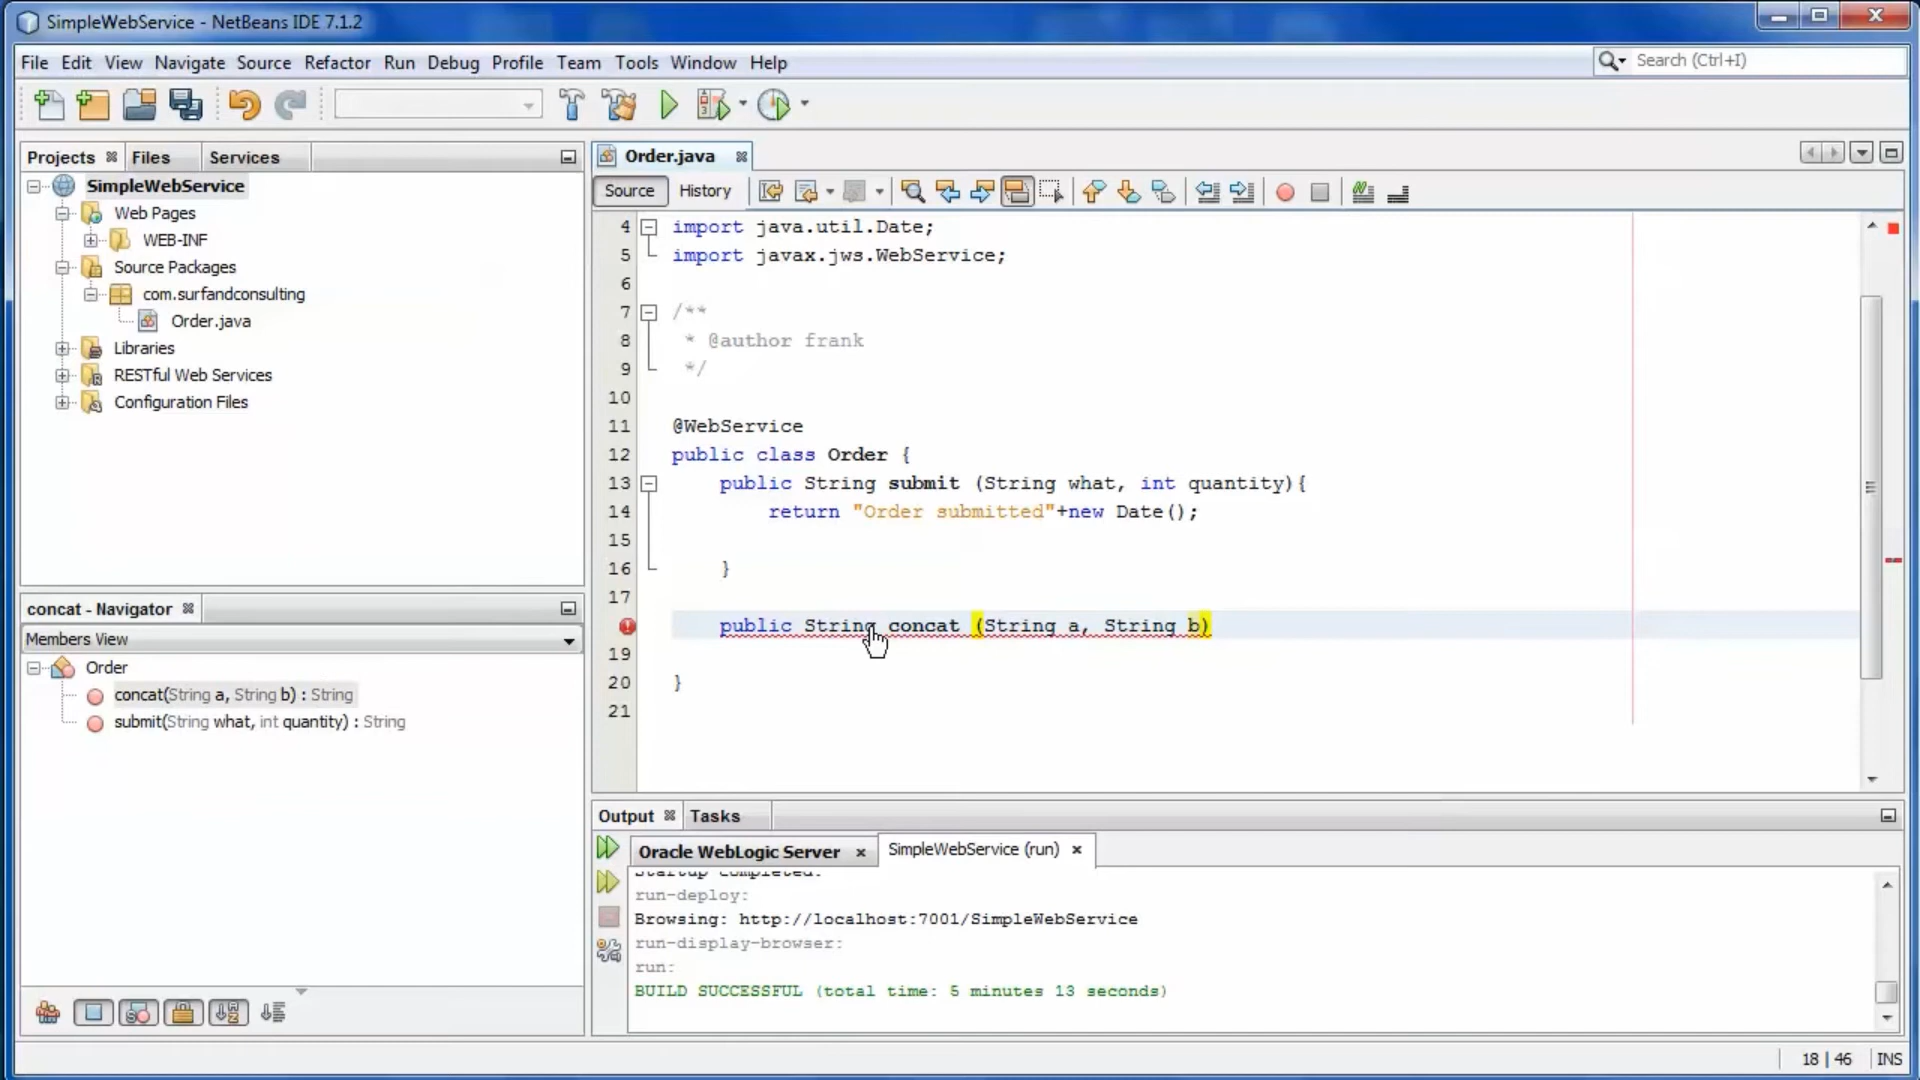 SimpleWebService - NetBeans IDE 7.1.2
File Edit View Navigate Source Refactor Run Debug Profile Team Tools Window Help
Search (Ctrl+I)
Projects Files Services
SimpleWebService
Web Pages
WEB-INF
Source Packages
com.surfandconsulting
Order.java
Libraries
RESTful Web Services
Configuration Files
concat - Navigator
Members View
Order
concat(String a, String b) : String
submit(String what, int quantity) : String
Order.java
Source History
4 import java.util.Date;
5 import javax.jws.WebService;
6
7 /**
8 * @author frank
9 */
10
11 @WebService
12 public class Order {
13 public String submit (String what, int quantity){
14 return "Order submitted"+new Date();
15
16 }
17
public String concat (String a, String b)
19
20 }
21
Output Tasks
Oracle WebLogic Server SimpleWebService (run)
Startup completed.
run-deploy:
Browsing: http://localhost:7001/SimpleWebService
run-display-browser:
run:
BUILD SUCCESSFUL (total time: 5 minutes 13 seconds)
18 | 46 INS